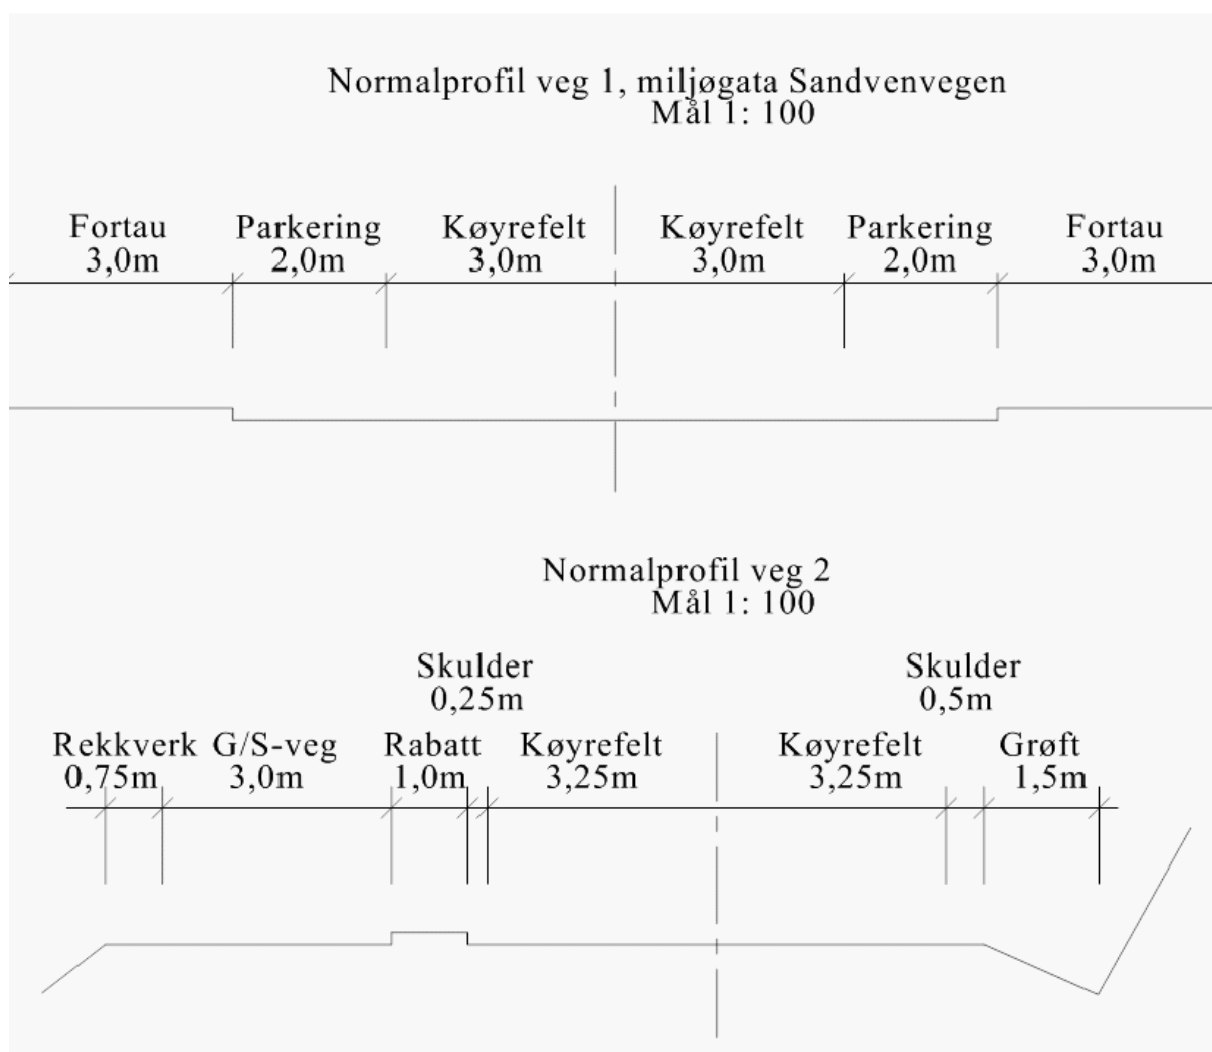 Normalprofil veg 1, miljøgata Sandvenvegen
Mål 1: 100
Fortau Parkering Køyrefelt Køyrefelt Parkering Fortau
3,0m 2,0m 3,0m 3,0m 2,0m 3,0m
Normalprofil veg 2
Mål 1: 100
Skulder Skulder
0,25m 0,5m
Rekkverk G/S-veg Rabatt Køyrefelt Køyrefelt Grøft
0,75m 3,0m 1,0m 3,25m 3,25m 1,5m